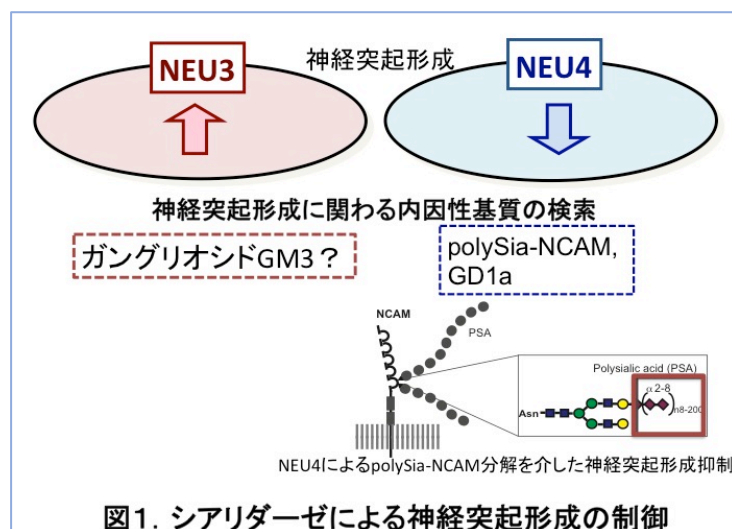 NEU3
神経突起形成
NEU4
神経突起形成に関わる内因性基質の検索
ガングリオシドGM3？
polySia-NCAM,
GD1a
NCAM
PSA
Polysialic acid (PSA)
α2-8
Asn
n8-200
NEU4によるpolySia-NCAM分解を介した神経突起形成抑制
図1. シアリダーゼによる神経突起形成の制御